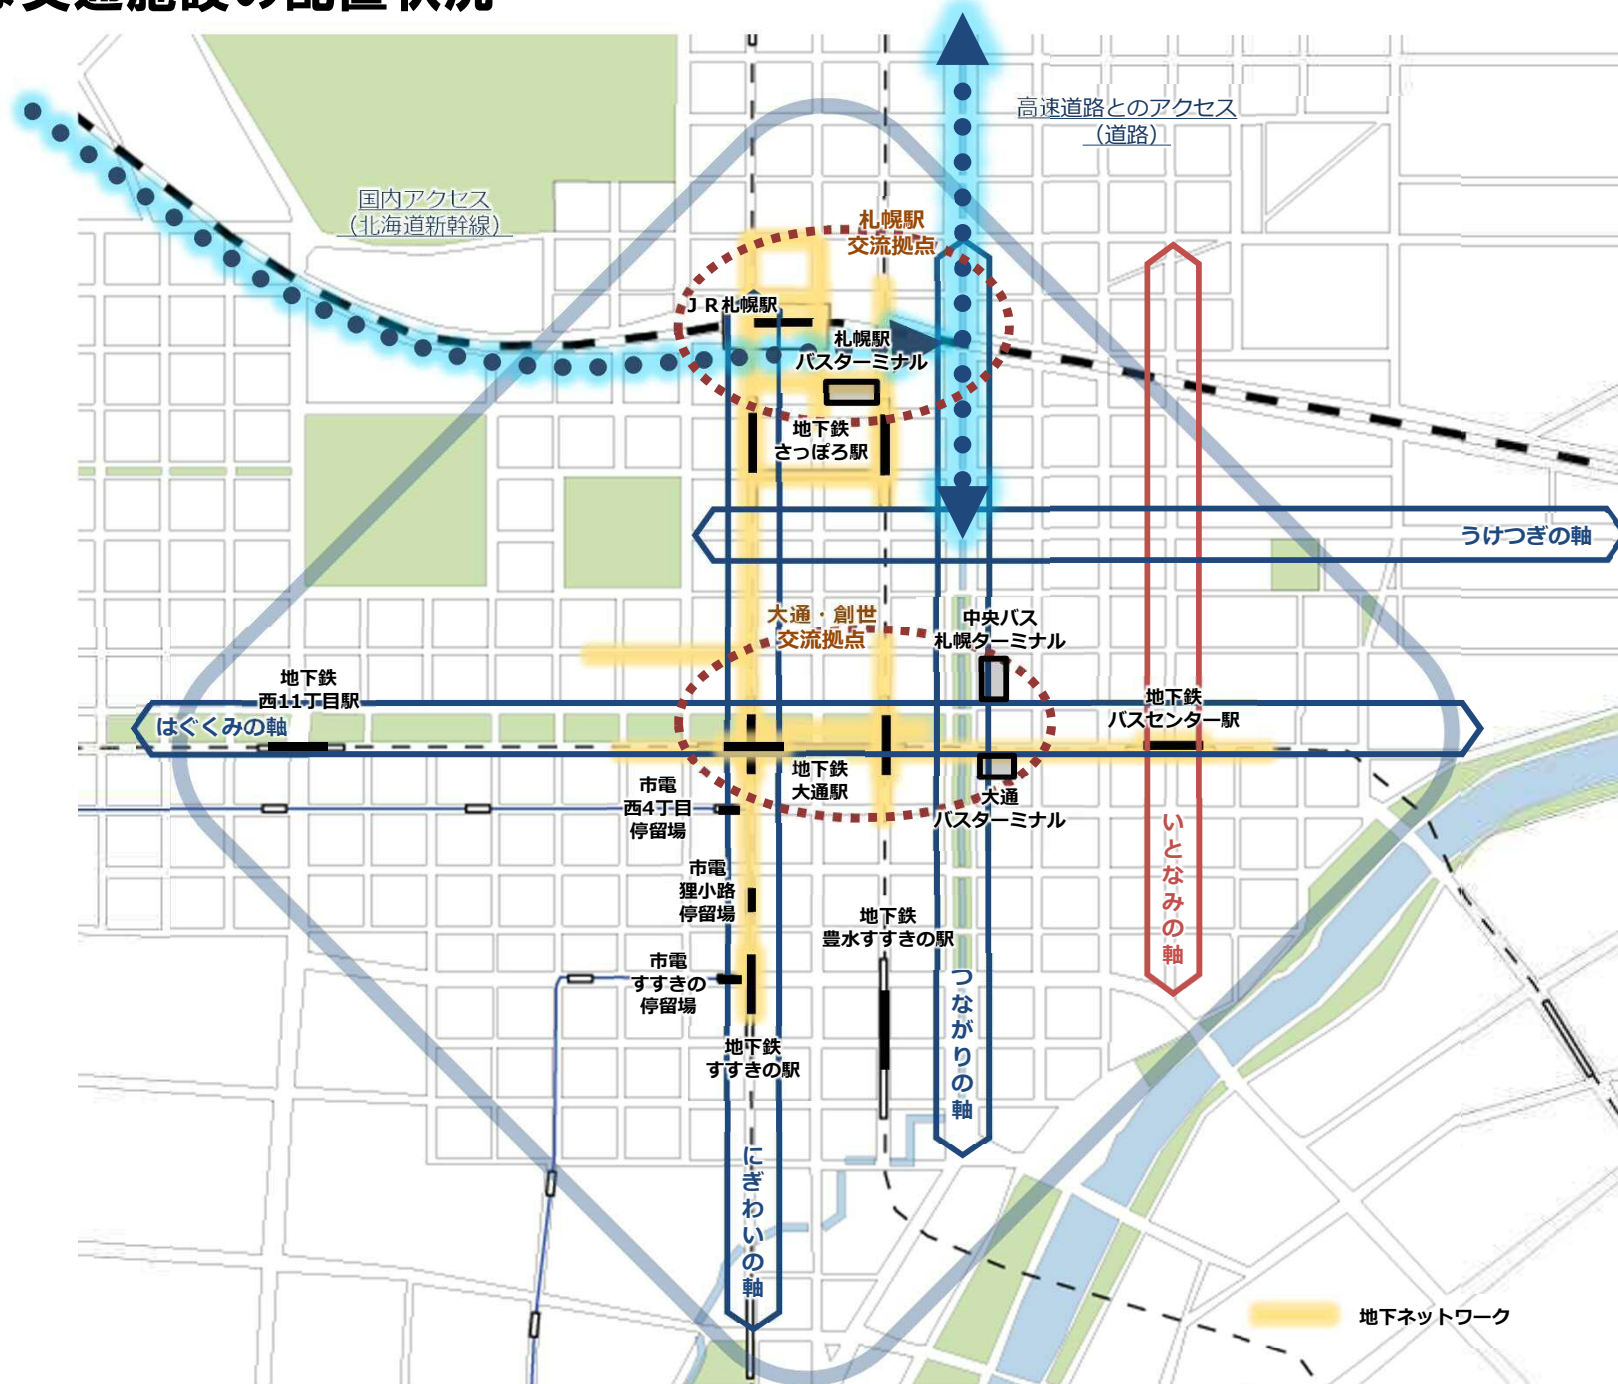 交通施設の配置状況
高速道路とのアクセス
（道路）
国内アクセス
（北海道新幹線）
札幌駅
交流拠点
ＪＲ札幌駅
札幌駅
バスターミナル
地下鉄
さっぽろ駅
うけつぎの軸
大通・創世
交流拠点
中央バス
札幌ターミナル
地下鉄
西11丁目駅
地下鉄
バスセンター駅
はぐくみの軸
地下鉄
大通駅
市電
西4丁目
停留場
大通
バスターミナル
いとなみの軸
市電
狸小路
停留場
地下鉄
豊水すすきの駅
市電
すすきの
停留場
つながりの軸
地下鉄
すすきの駅
にぎわいの軸
地下ネットワーク